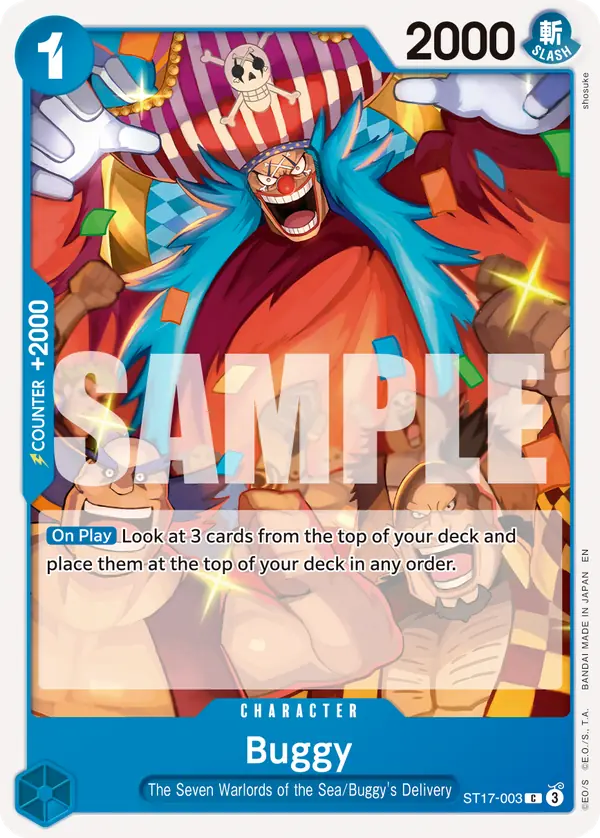 1
2000
斬
SLASH
shosuke
COUNTER +2000
SAMPLE
On Play Look at 3 cards from the top of your deck and
place them at the top of your deck in any order.
CHARACTER
Buggy
The Seven Warlords of the Sea/Buggy's Delivery
ST17-003 C 3
©EO/S ©E.O./S., T.A. BANDAI MADE IN JAPAN EN